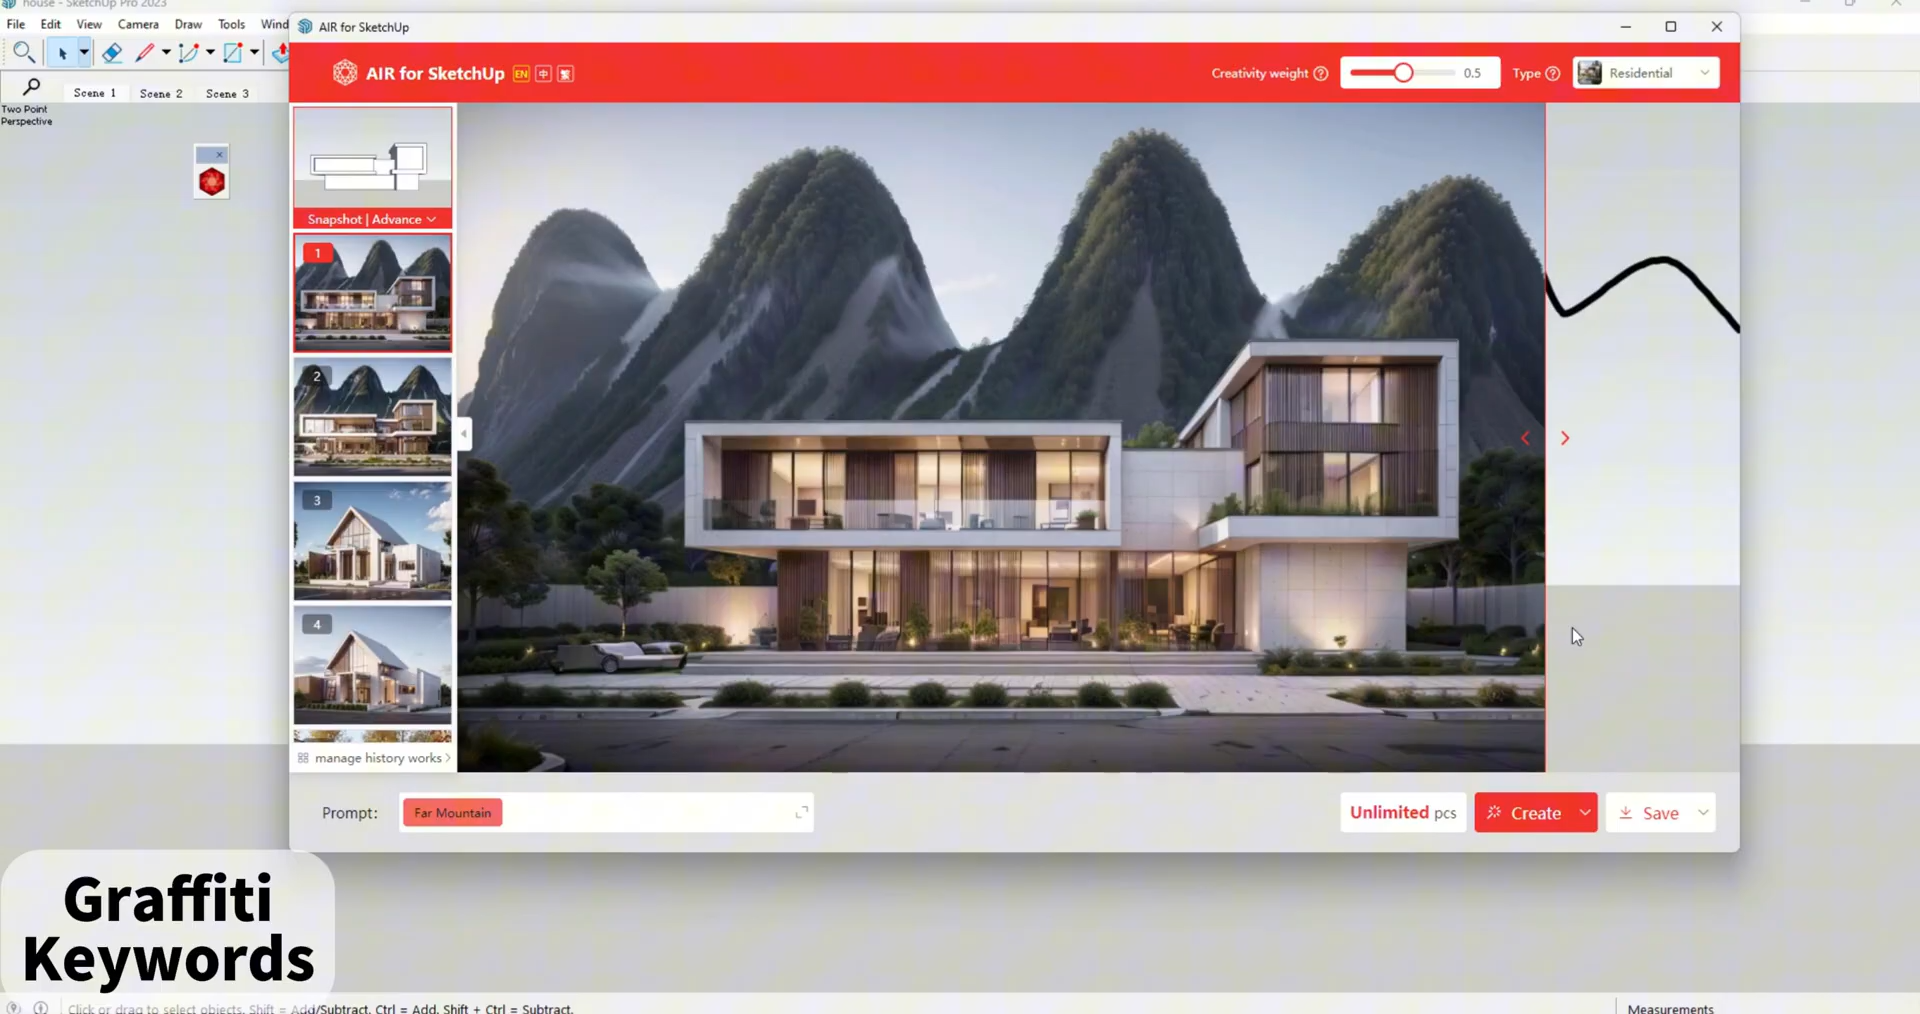 house - SketchUp Pro 2023
File Edit View Camera Draw Tools Wind
AIR for SketchUp
AIR for SketchUp EN 中 繁
Creativity weight ? 0.5 Type ? Residential
Scene 1 Scene 2 Scene 3
Two Point
Perspective
Snapshot | Advance
1
2
3
4
manage history works
Prompt: Far Mountain
Unlimited pcs Create Save
Graffiti
Keywords
Click or drag to select objects. Shift = Add/Subtract. Ctrl = Add. Shift + Ctrl = Subtract.
Measurements